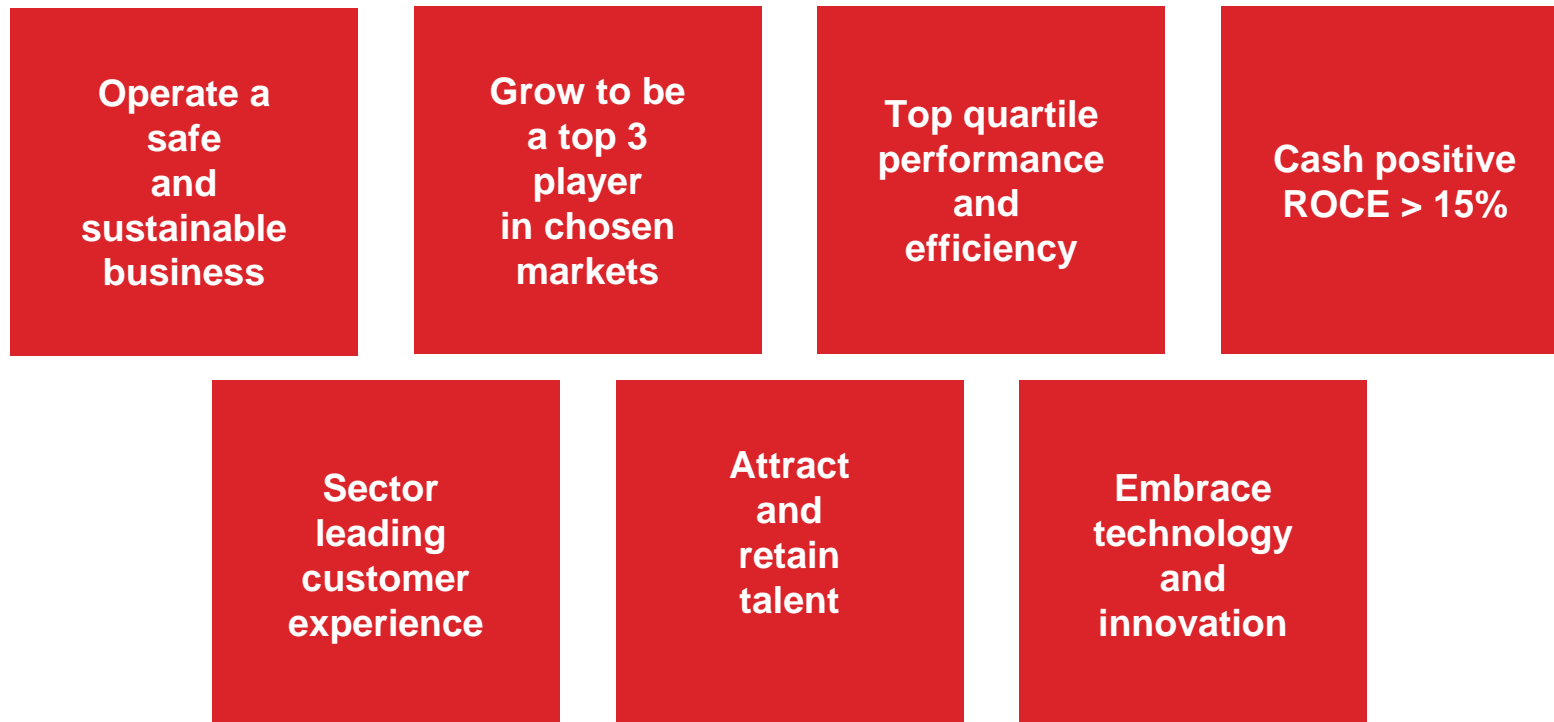 Operate a
safe
and
sustainable
business
Grow to be
a top 3
player
in chosen
markets
Top quartile
performance
and
efficiency
Cash positive
ROCE > 15%
Sector
leading
customer
experience
Attract
and
retain
talent
Embrace
technology
and
innovation